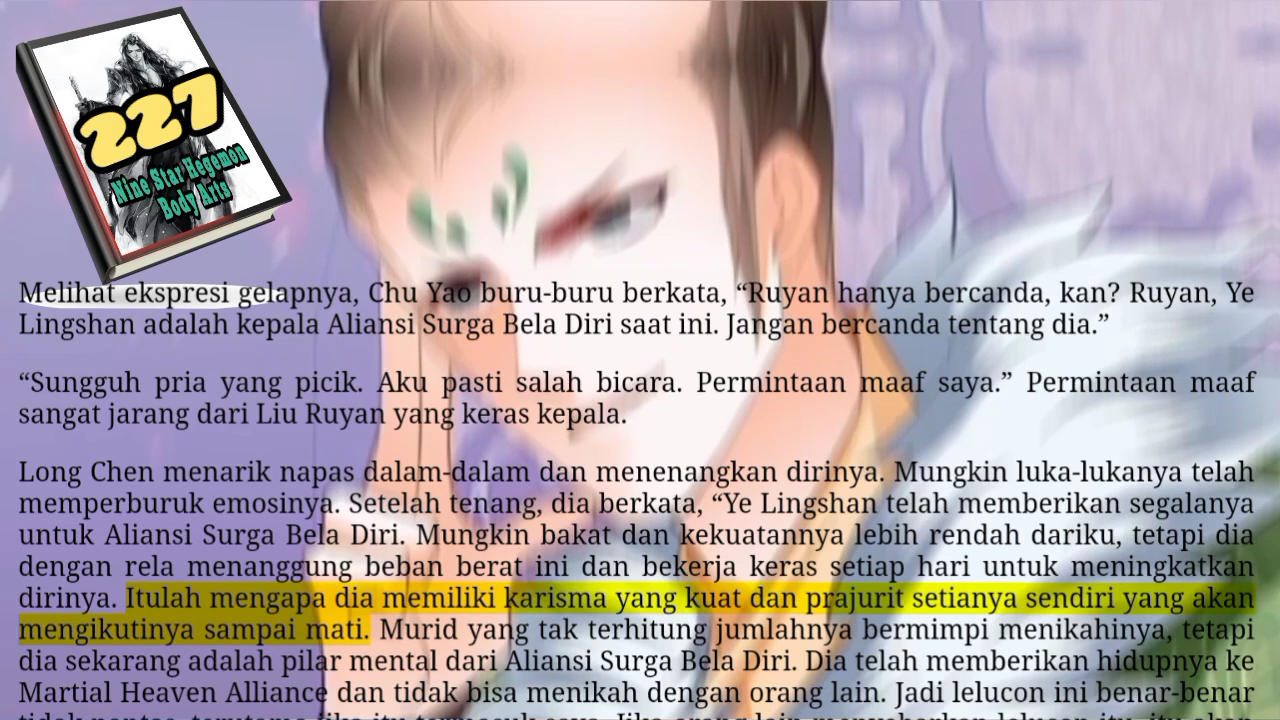 227
Nine Star Hegemon
Body Arts
Melihat ekspresi gelapnya, Chu Yao buru-buru berkata, “Ruyan hanya bercanda, kan? Ruyan, Ye
Lingshan adalah kepala Aliansi Surga Bela Diri saat ini. Jangan bercanda tentang dia.”
“Sungguh pria yang picik. Aku pasti salah bicara. Permintaan maaf saya.” Permintaan maaf
sangat jarang dari Liu Ruyan yang keras kepala.
Long Chen menarik napas dalam-dalam dan menenangkan dirinya. Mungkin luka-lukanya telah
memperburuk emosinya. Setelah tenang, dia berkata, “Ye Lingshan telah memberikan segalanya
untuk Aliansi Surga Bela Diri. Mungkin bakat dan kekuatannya lebih rendah dariku, tetapi dia
dengan rela menanggung beban berat ini dan bekerja keras setiap hari untuk meningkatkan
dirinya. Itulah mengapa dia memiliki karisma yang kuat dan prajurit setianya sendiri yang akan
mengikutinya sampai mati. Murid yang tak terhitung jumlahnya bermimpi menikahinya, tetapi
dia sekarang adalah pilar mental dari Aliansi Surga Bela Diri. Dia telah memberikan hidupnya ke
Martial Heaven Alliance dan tidak bisa menikah dengan orang lain. Jadi lelucon ini benar-benar